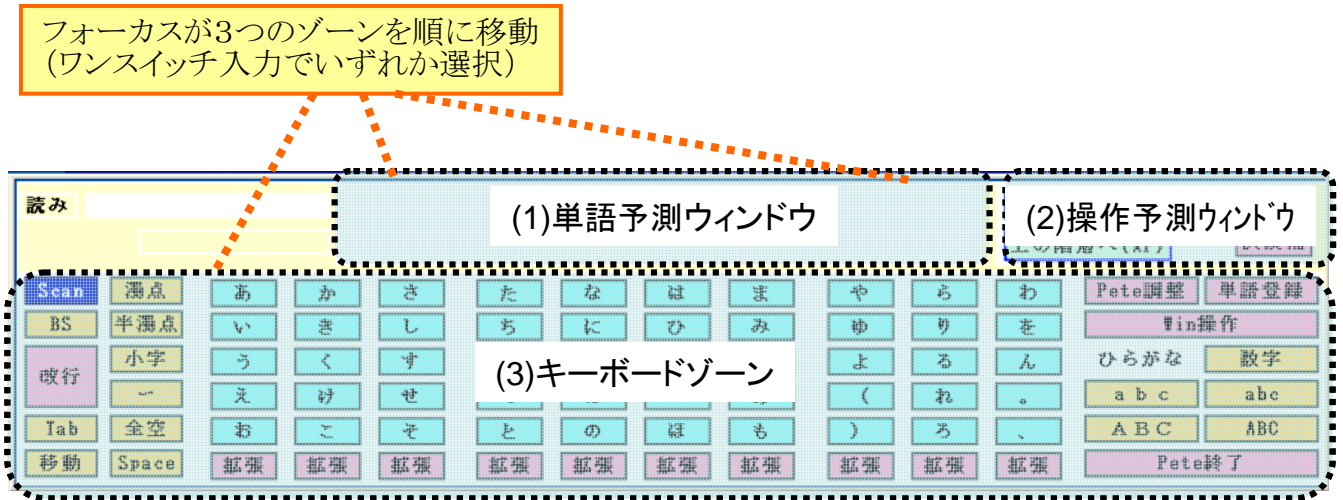 フォーカスが3つのゾーンを順に移動
(ワンスイッチ入力でいずれか選択)
読み
(1)単語予測ウィンドウ
(2)操作予測ウィンドウ
Scan 濁点 あ か さ た な は ま や ら わ Pete調整 単語登録
BS 半濁点 い き し ち に ひ み ゆ り を Win操作
改行 小字 う く す よ る ん ひらがな 数字
(3)キーボードゾーン
ー え け せ ( れ 。 abc abc
Tab 全空 お こ そ と の ほ も ) ろ 、 ABC ABC
移動 Space 拡張 拡張 拡張 拡張 拡張 拡張 拡張 拡張 拡張 拡張 Pete終了